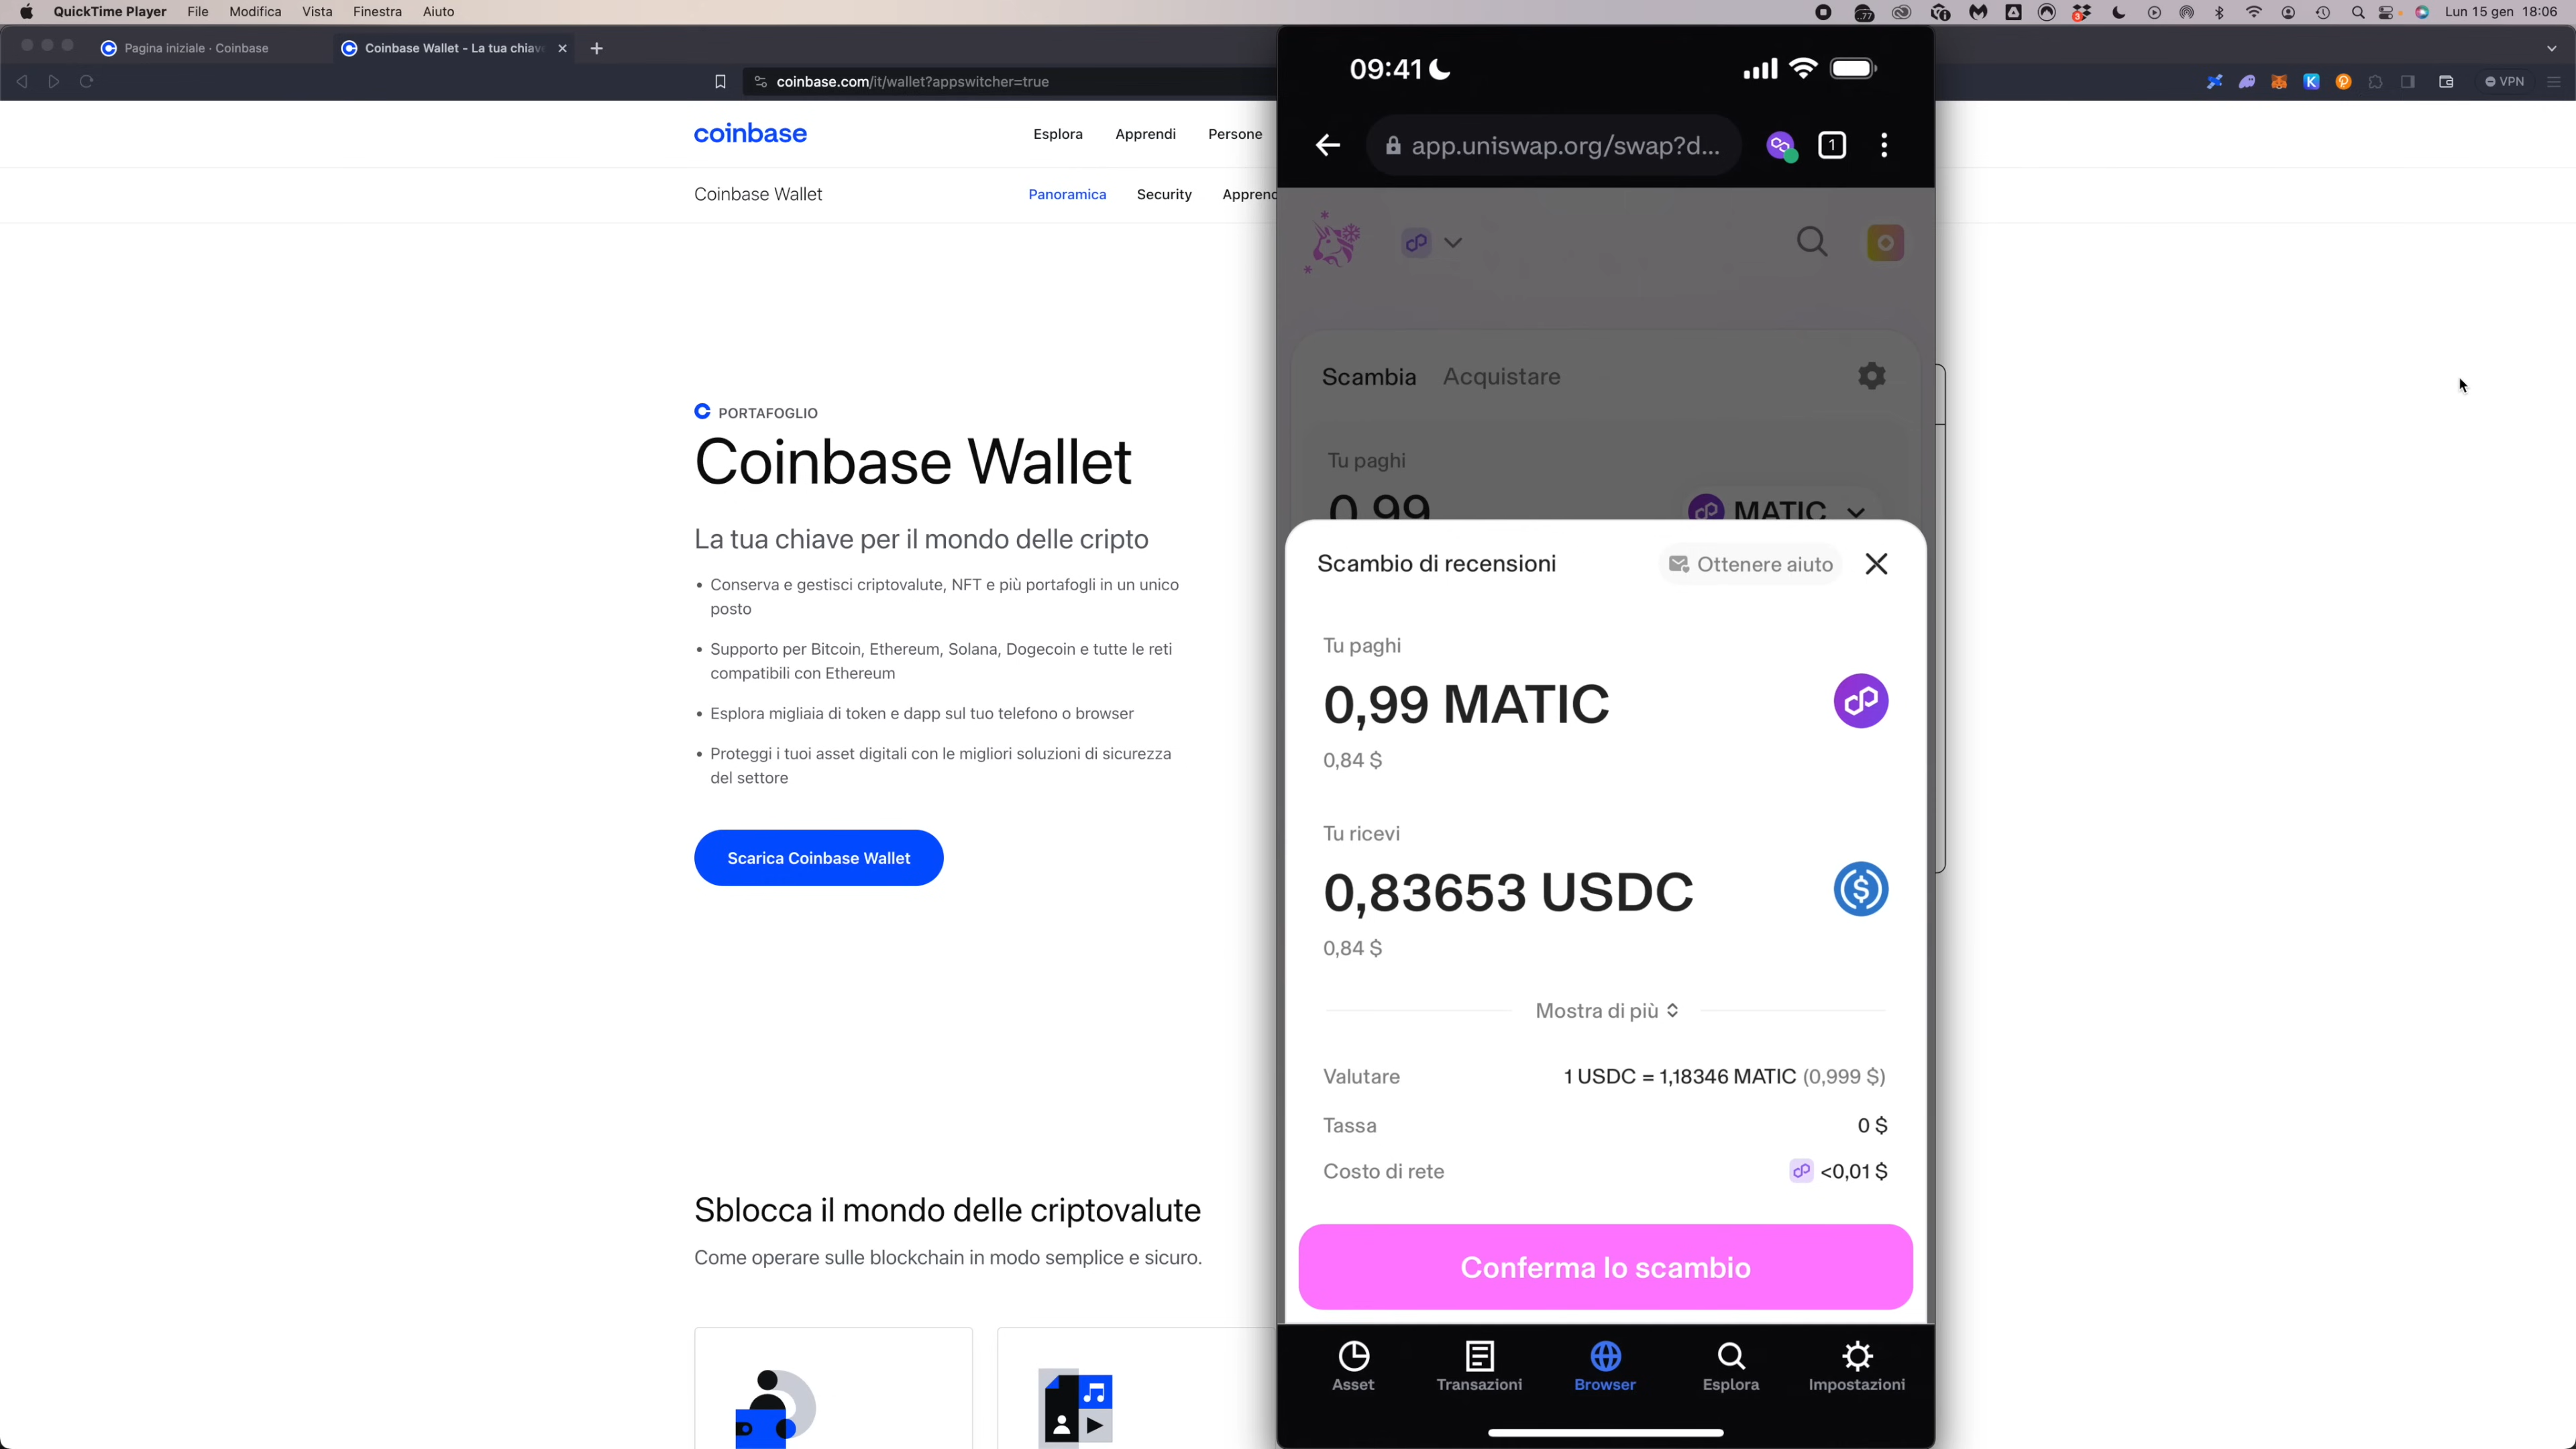 QuickTime Player File Modifica Vista Finestra Aiuto
77
3
Lun 15 gen 18:06
Pagina iniziale · Coinbase
Coinbase Wallet - La tua chiav
coinbase.com/it/wallet?appswitcher=true
K
VPN
coinbase
Esplora Apprendi Persone
Coinbase Wallet
Panoramica Security Apprend
PORTAFOGLIO
Coinbase Wallet
La tua chiave per il mondo delle cripto
• Conserva e gestisci criptovalute, NFT e più portafogli in un unico
posto
• Supporto per Bitcoin, Ethereum, Solana, Dogecoin e tutte le reti
compatibili con Ethereum
• Esplora migliaia di token e dapp sul tuo telefono o browser
• Proteggi i tuoi asset digitali con le migliori soluzioni di sicurezza
del settore
Scarica Coinbase Wallet
Sblocca il mondo delle criptovalute
Come operare sulle blockchain in modo semplice e sicuro.
09:41
app.uniswap.org/swap?d...
1
Scambia Acquistare
Tu paghi
0,99 MATIC
Scambio di recensioni
Ottenere aiuto
Tu paghi
0,99 MATIC
0,84 $
Tu ricevi
0,83653 USDC
0,84 $
Mostra di più
Valutare 1 USDC = 1,18346 MATIC (0,999 $)
Tassa 0 $
Costo di rete <0,01 $
Conferma lo scambio
Asset Transazioni Browser Esplora Impostazioni